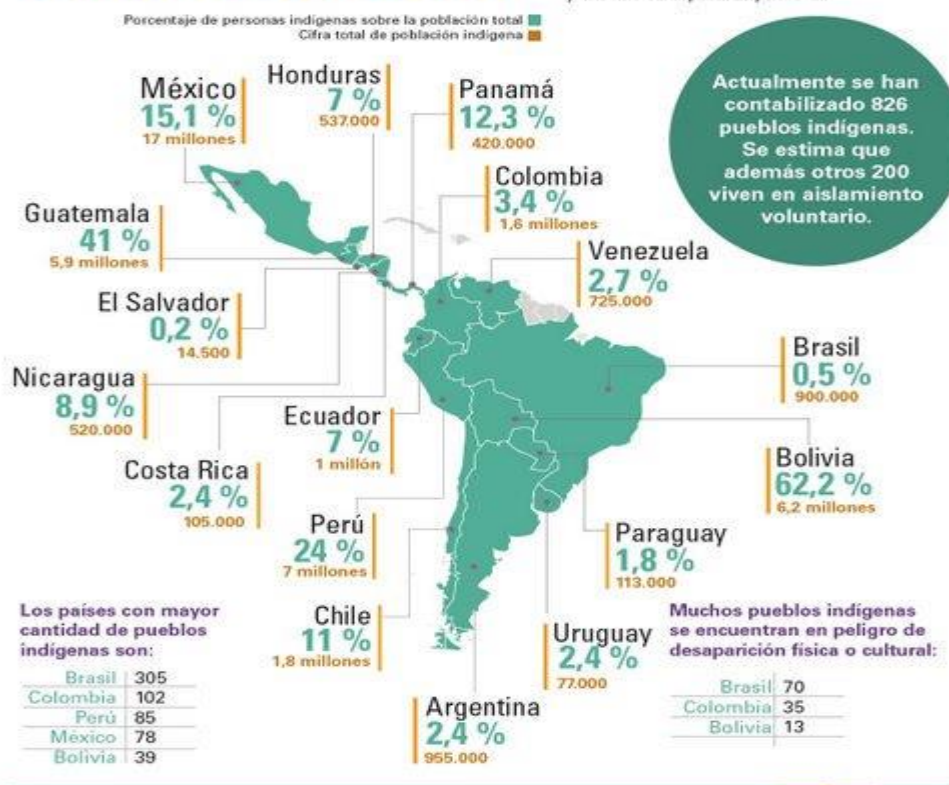 Porcentaje de personas indígenas sobre la población total
Cifra total de población indígena
México
15,1 %
17 millones
Honduras
7 %
537.000
Panamá
12,3 %
420.000
Actualmente se han
contabilizado 826
pueblos indígenas.
Se estima que
además otros 200
viven en aislamiento
voluntario.
Colombia
3,4 %
1,6 millones
Guatemala
41 %
5,9 millones
Venezuela
2,7 %
725.000
El Salvador
0,2 %
14.500
Brasil
0,5 %
900.000
Nicaragua
8,9 %
520.000
Ecuador
7 %
1 millón
Costa Rica
2,4 %
105.000
Bolivia
62,2 %
6,2 millones
Perú
24 %
7 millones
Paraguay
1,8 %
113.000
Chile
11 %
1,8 millones
Uruguay
2,4 %
77.000
Argentina
2,4 %
955.000
Los países con mayor
cantidad de pueblos
indígenas son:
Brasil 305
Colombia 102
Perú 85
México 78
Bolivia 39
Muchos pueblos indígenas
se encuentran en peligro de
desaparición física o cultural:
Brasil 70
Colombia 35
Bolivia 13